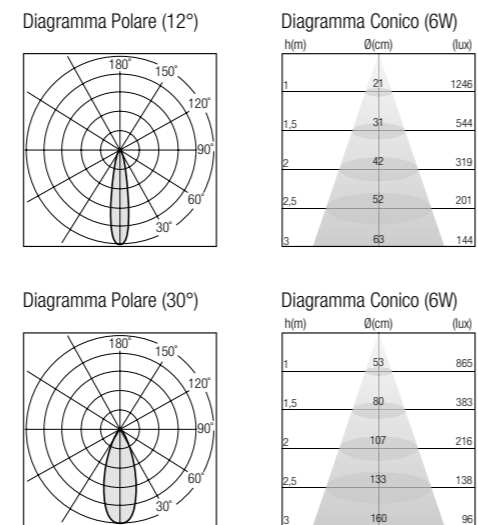 Diagramma Polare (12°)
180°
150°
120°
90°
60°
30°
Diagramma Conico (6W)
h(m) Ø(cm) (lux)
1 21 1246
1,5 31 544
2 42 319
2,5 52 201
3 63 144
Diagramma Polare (30°)
180°
150°
120°
90°
60°
30°
Diagramma Conico (6W)
h(m) Ø(cm) (lux)
1 53 865
1,5 80 383
2 107 216
2,5 133 138
3 160 96